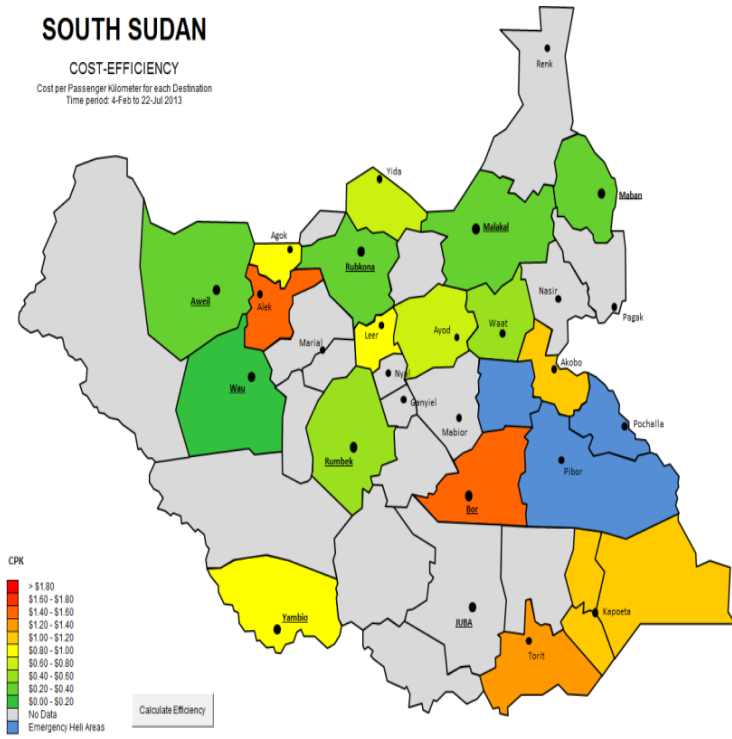 SOUTH SUDAN
COST-EFFICIENCY
Cost per Passenger Kilometer for each Destination
Time period: 4-Feb to 22-Jul 2013
Renk
Yida
Maban
Malakal
Agok
Rubkona
Aweil
Alek
Nasir
Pagak
Leer
Ayod
Waat
Marial
Akobo
Wau
Nyal
Ganyiel
Mabior
Pochalla
Rumbek
Pibor
Bor
Yambio
JUBA
Kapoeta
Torit
CPK
> $1.80
$1.60 - $1.80
$1.40 - $1.60
$1.20 - $1.40
$1.00 - $1.20
$0.80 - $1.00
$0.60 - $0.80
$0.40 - $0.60
$0.20 - $0.40
$0.00 - $0.20
No Data
Emergency Heli Areas
Calculate Efficiency